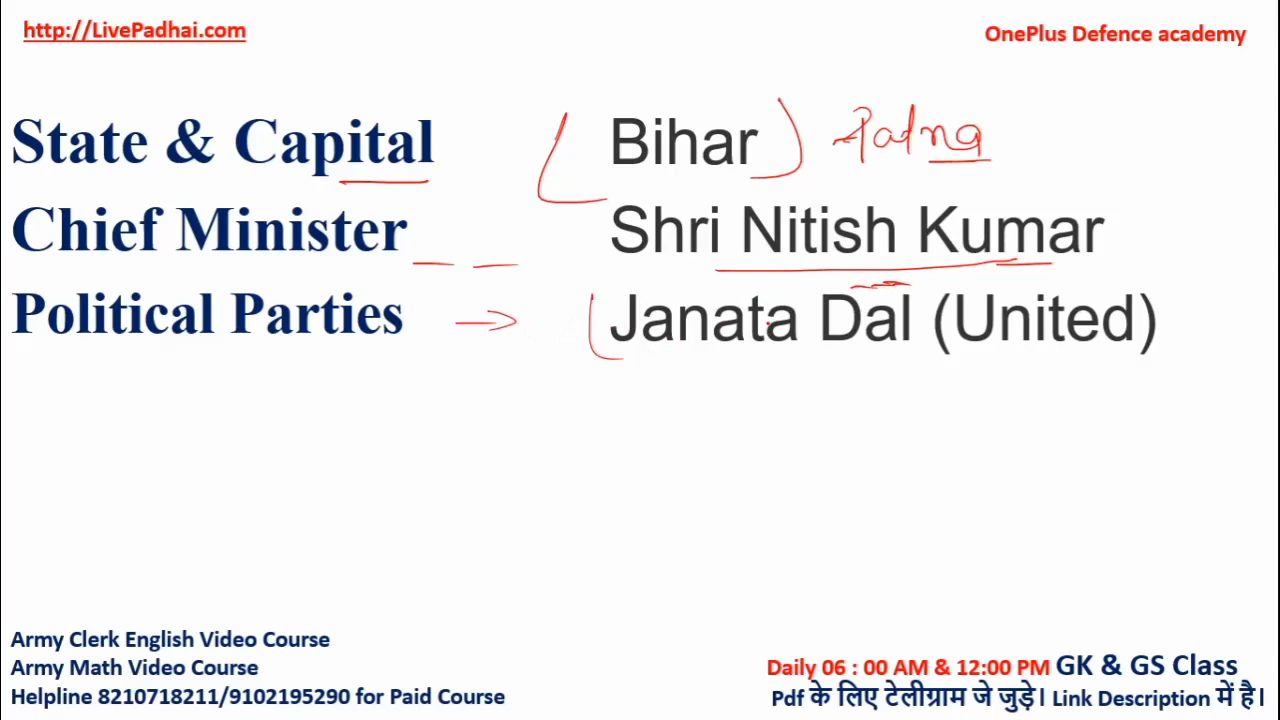 http://LivePadhai.com
OnePlus Defence academy
State & Capital Bihar Patna
Chief Minister Shri Nitish Kumar
Political Parties Janata Dal (United)
Army Clerk English Video Course
Army Math Video Course
Helpline 8210718211/9102195290 for Paid Course
Daily 06 : 00 AM & 12:00 PM GK & GS Class
Pdf के लिए टेलीग्राम जे जुड़े। Link Description में है।